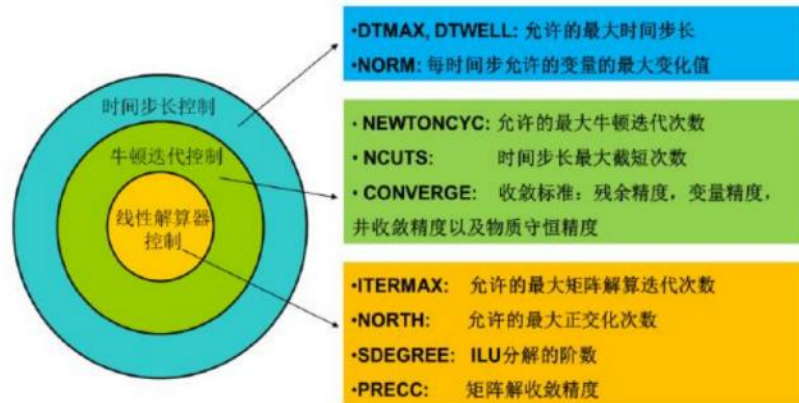 时间步长控制
牛顿迭代控制
线性解算器
控制
•DTMAX, DTWELL: 允许的最大时间步长
•NORM: 每时间步允许的变量的最大变化值
• NEWTONCYC: 允许的最大牛顿迭代次数
• NCUTS: 时间步长最大截短次数
• CONVERGE: 收敛标准：残余精度，变量精度，
井收敛精度以及物质守恒精度
•ITERMAX: 允许的最大矩阵解算迭代次数
•NORTH: 允许的最大正交化次数
•SDEGREE: ILU分解的阶数
•PRECC: 矩阵解收敛精度